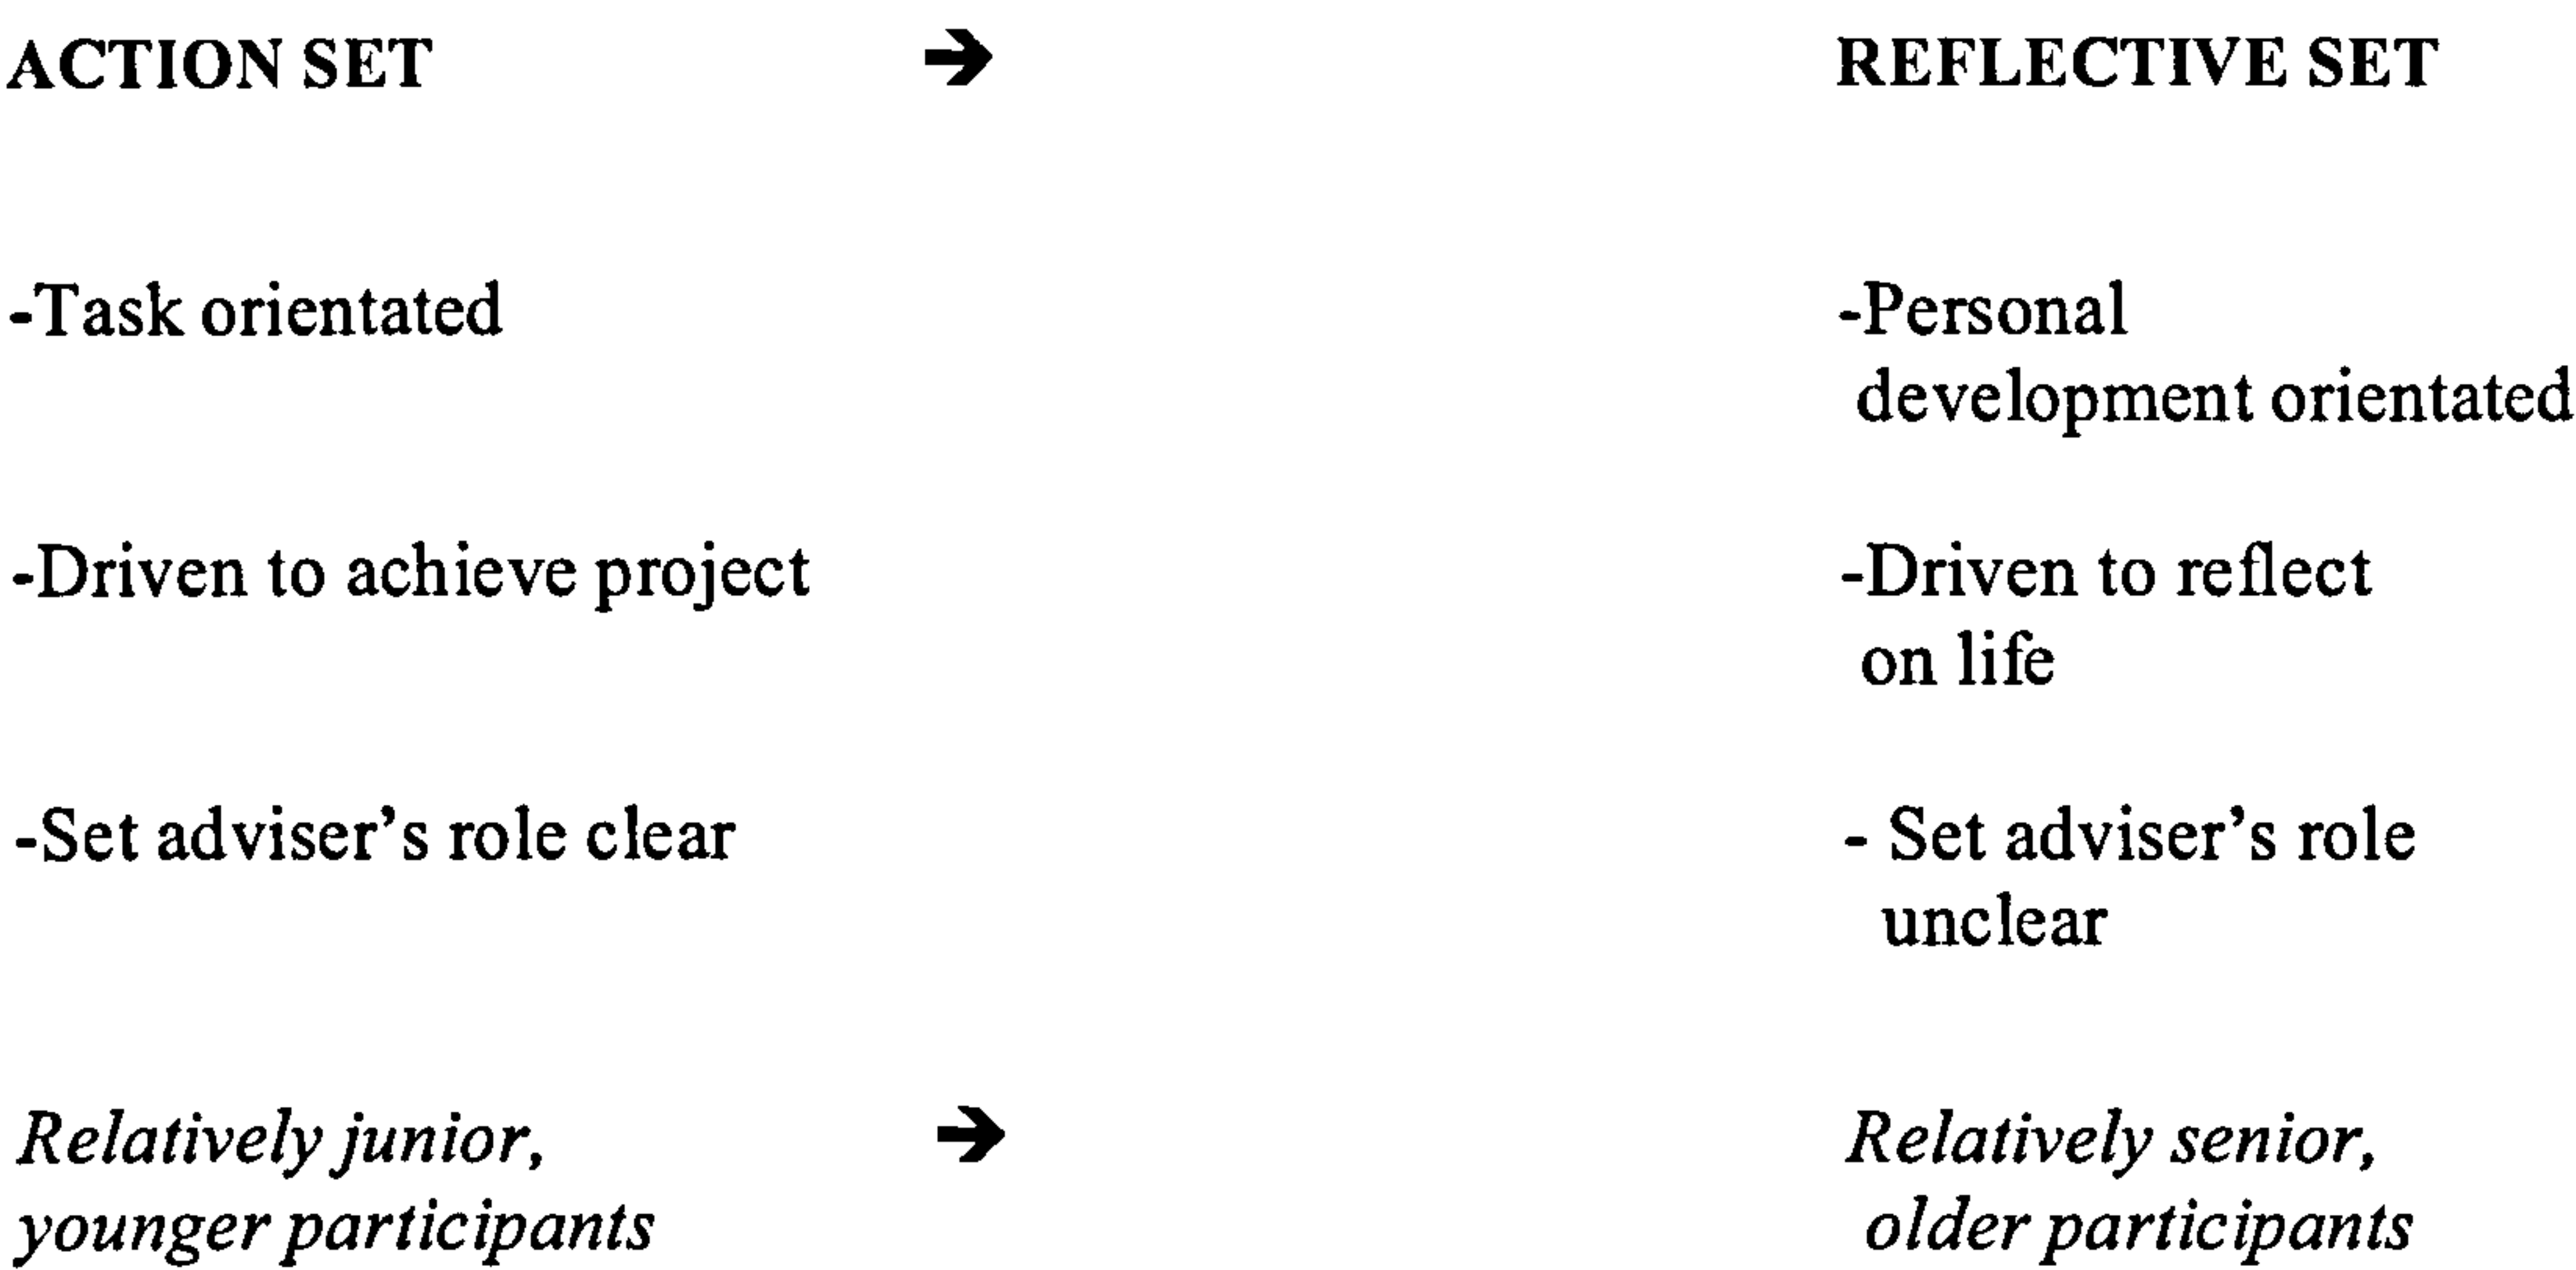 ACTION SET → REFLECTIVE SET
-Task orientated -Personal
development orientated
-Driven to achieve project -Driven to reflect
on life
-Set adviser’s role clear - Set adviser’s role
unclear
Relatively junior, → Relatively senior,
younger participants older participants